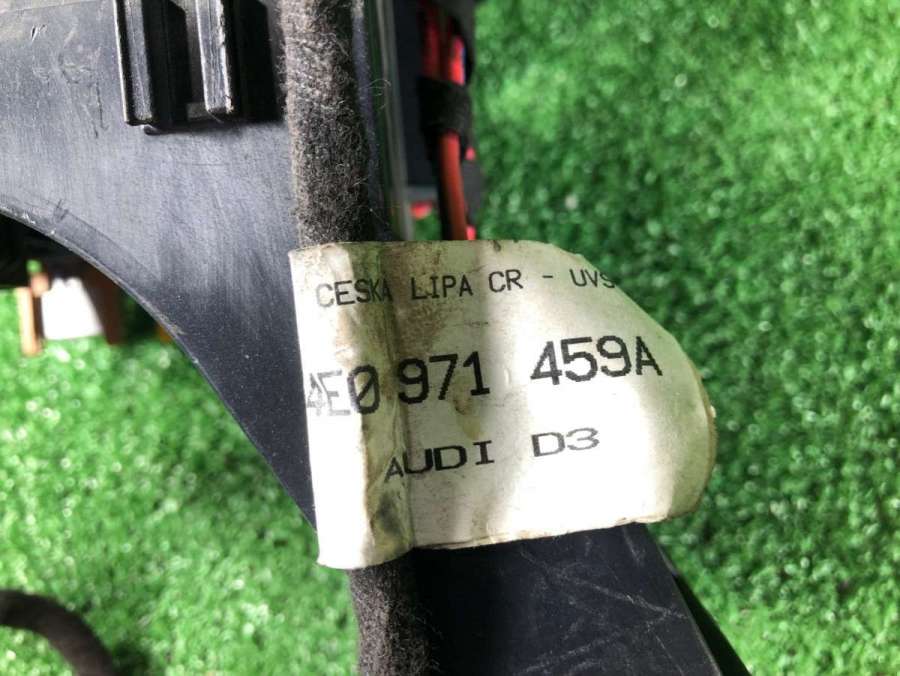 CESKA LIPA CR - UVS
4E0 971 459A
AUDI D3